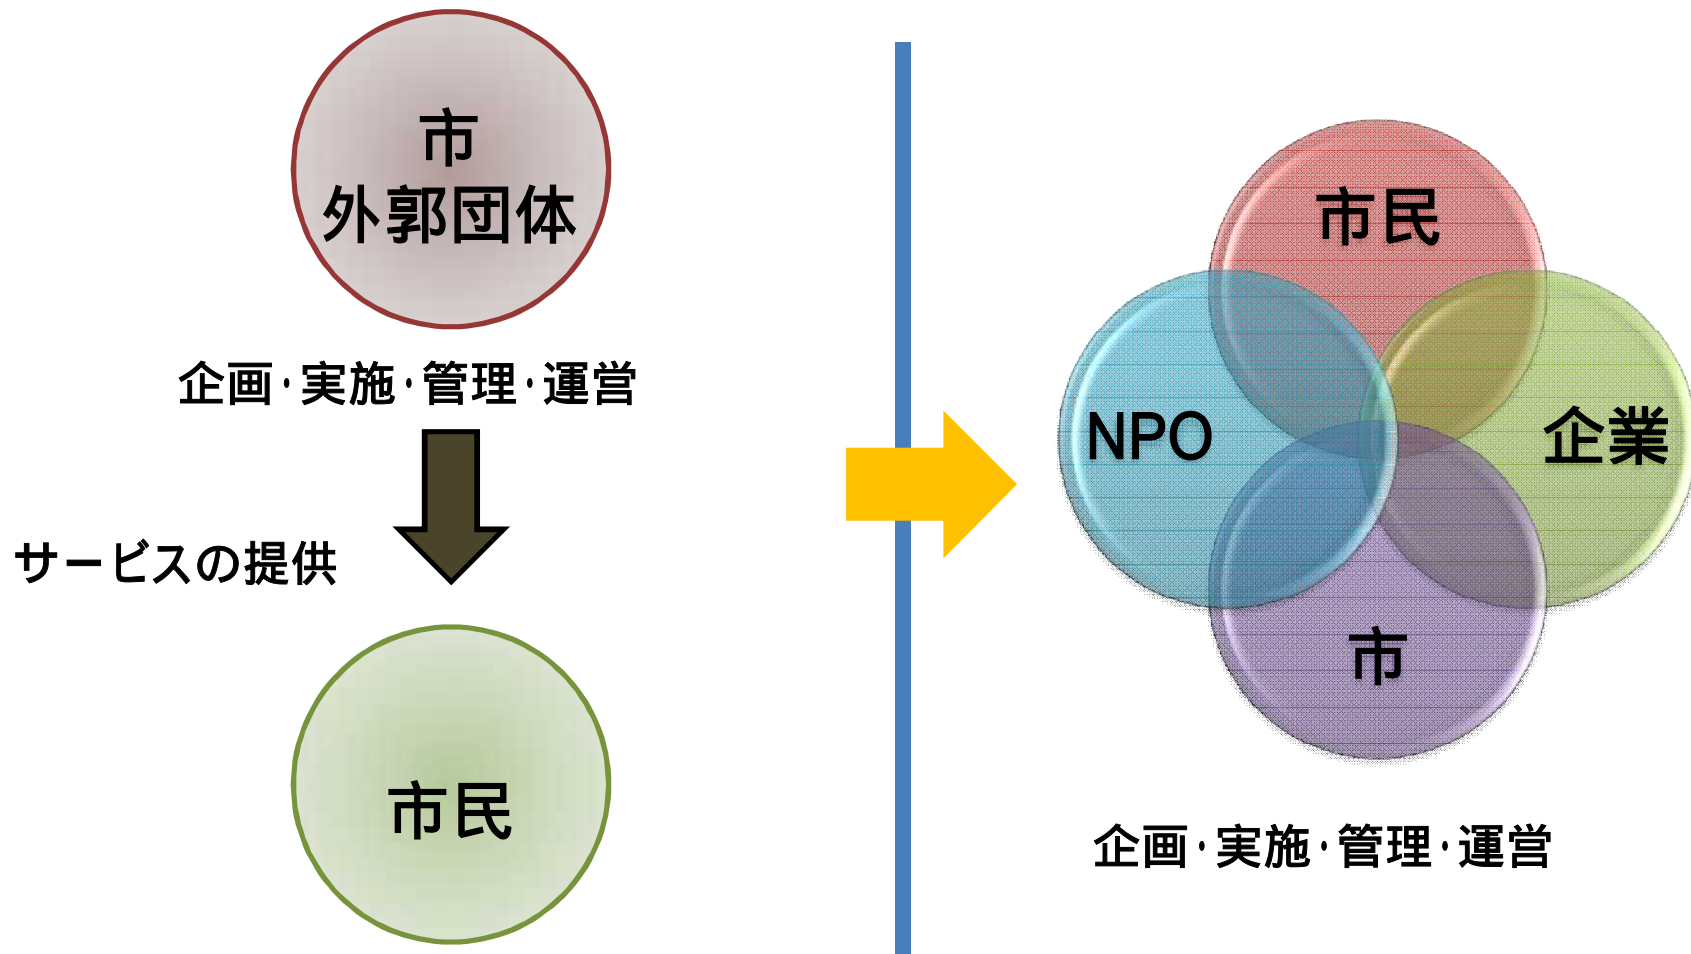 市
外郭団体
企画・実施・管理・運営
サービスの提供
市民
市民
NPO
企業
市
企画・実施・管理・運営